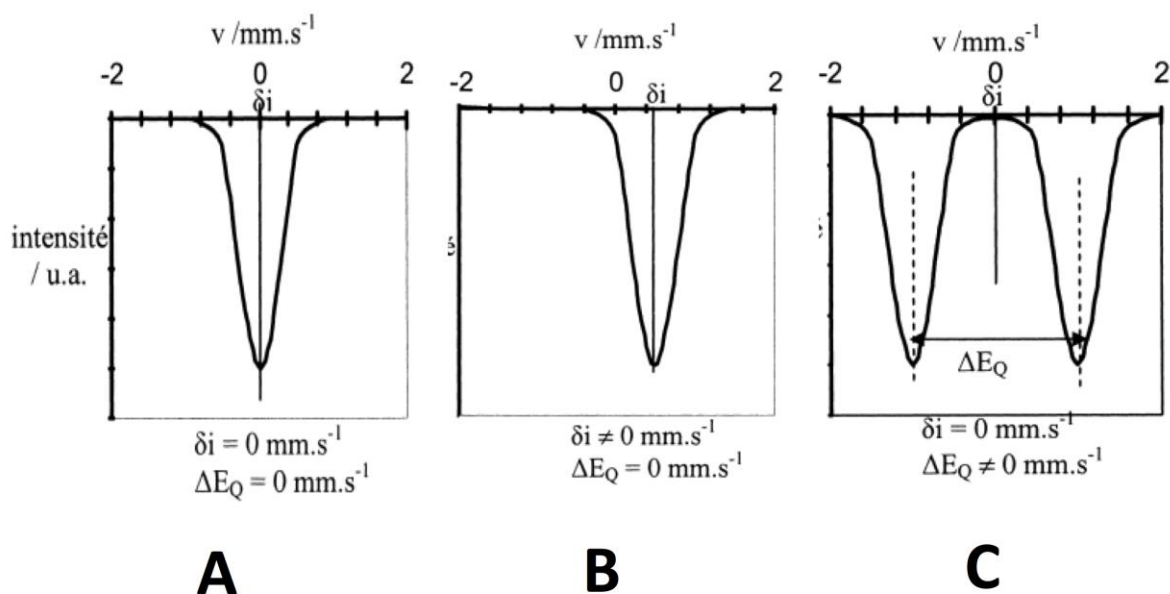 v /mm.s⁻¹
-2 0 2
δi
intensité
/ u.a.
δi = 0 mm.s⁻¹
ΔE_Q = 0 mm.s⁻¹
A
v /mm.s⁻¹
-2 0 2
δi
é
δi ≠ 0 mm.s⁻¹
ΔE_Q = 0 mm.s⁻¹
B
v /mm.s⁻¹
-2 0 2
δi
ΔE_Q
δi = 0 mm.s⁻¹
ΔE_Q ≠ 0 mm.s⁻¹
C